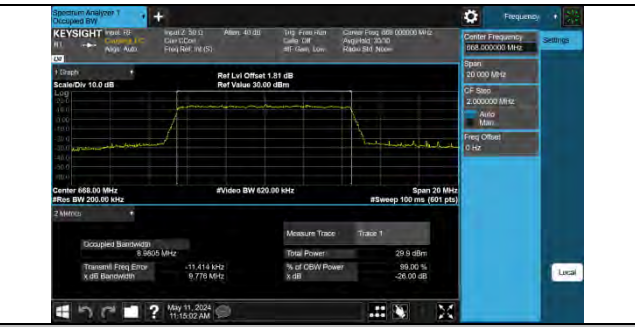 Spectrum Analyzer 1
Occupied BW
Frequency
KEYSIGHT Input: RF
Coupling: DC
Align: Auto
Input Z: 50 Ω
Corr CCorr
Freq Ref: Int (S)
Atten: 40 dB
Trig: Free Run
Gate: Off
#IF Gain: Low
Center Freq: 668.000000 MHz
Avg|Hold: 30/30
Radio Std: None
Center Frequency
668.000000 MHz
Settings
Span
20.000 MHz
CF Step
2.000000 MHz
Auto
Man
Freq Offset
0 Hz
1 Graph
Scale/Div 10.0 dB
Ref Lvl Offset 1.81 dB
Ref Value 30.00 dBm
Log
Center 668.00 MHz
#Video BW 620.00 kHz
Span 20 MHz
#Res BW 200.00 kHz
#Sweep 100 ms (601 pts)
2 Metrics
Measure Trace
Trace 1
Occupied Bandwidth
8.9805 MHz
Total Power
29.9 dBm
Transmit Freq Error
-11.414 kHz
% of OBW Power
99.00 %
x dB Bandwidth
9.776 MHz
x dB
-26.00 dB
Local
May 11, 2024
11:15:02 AM